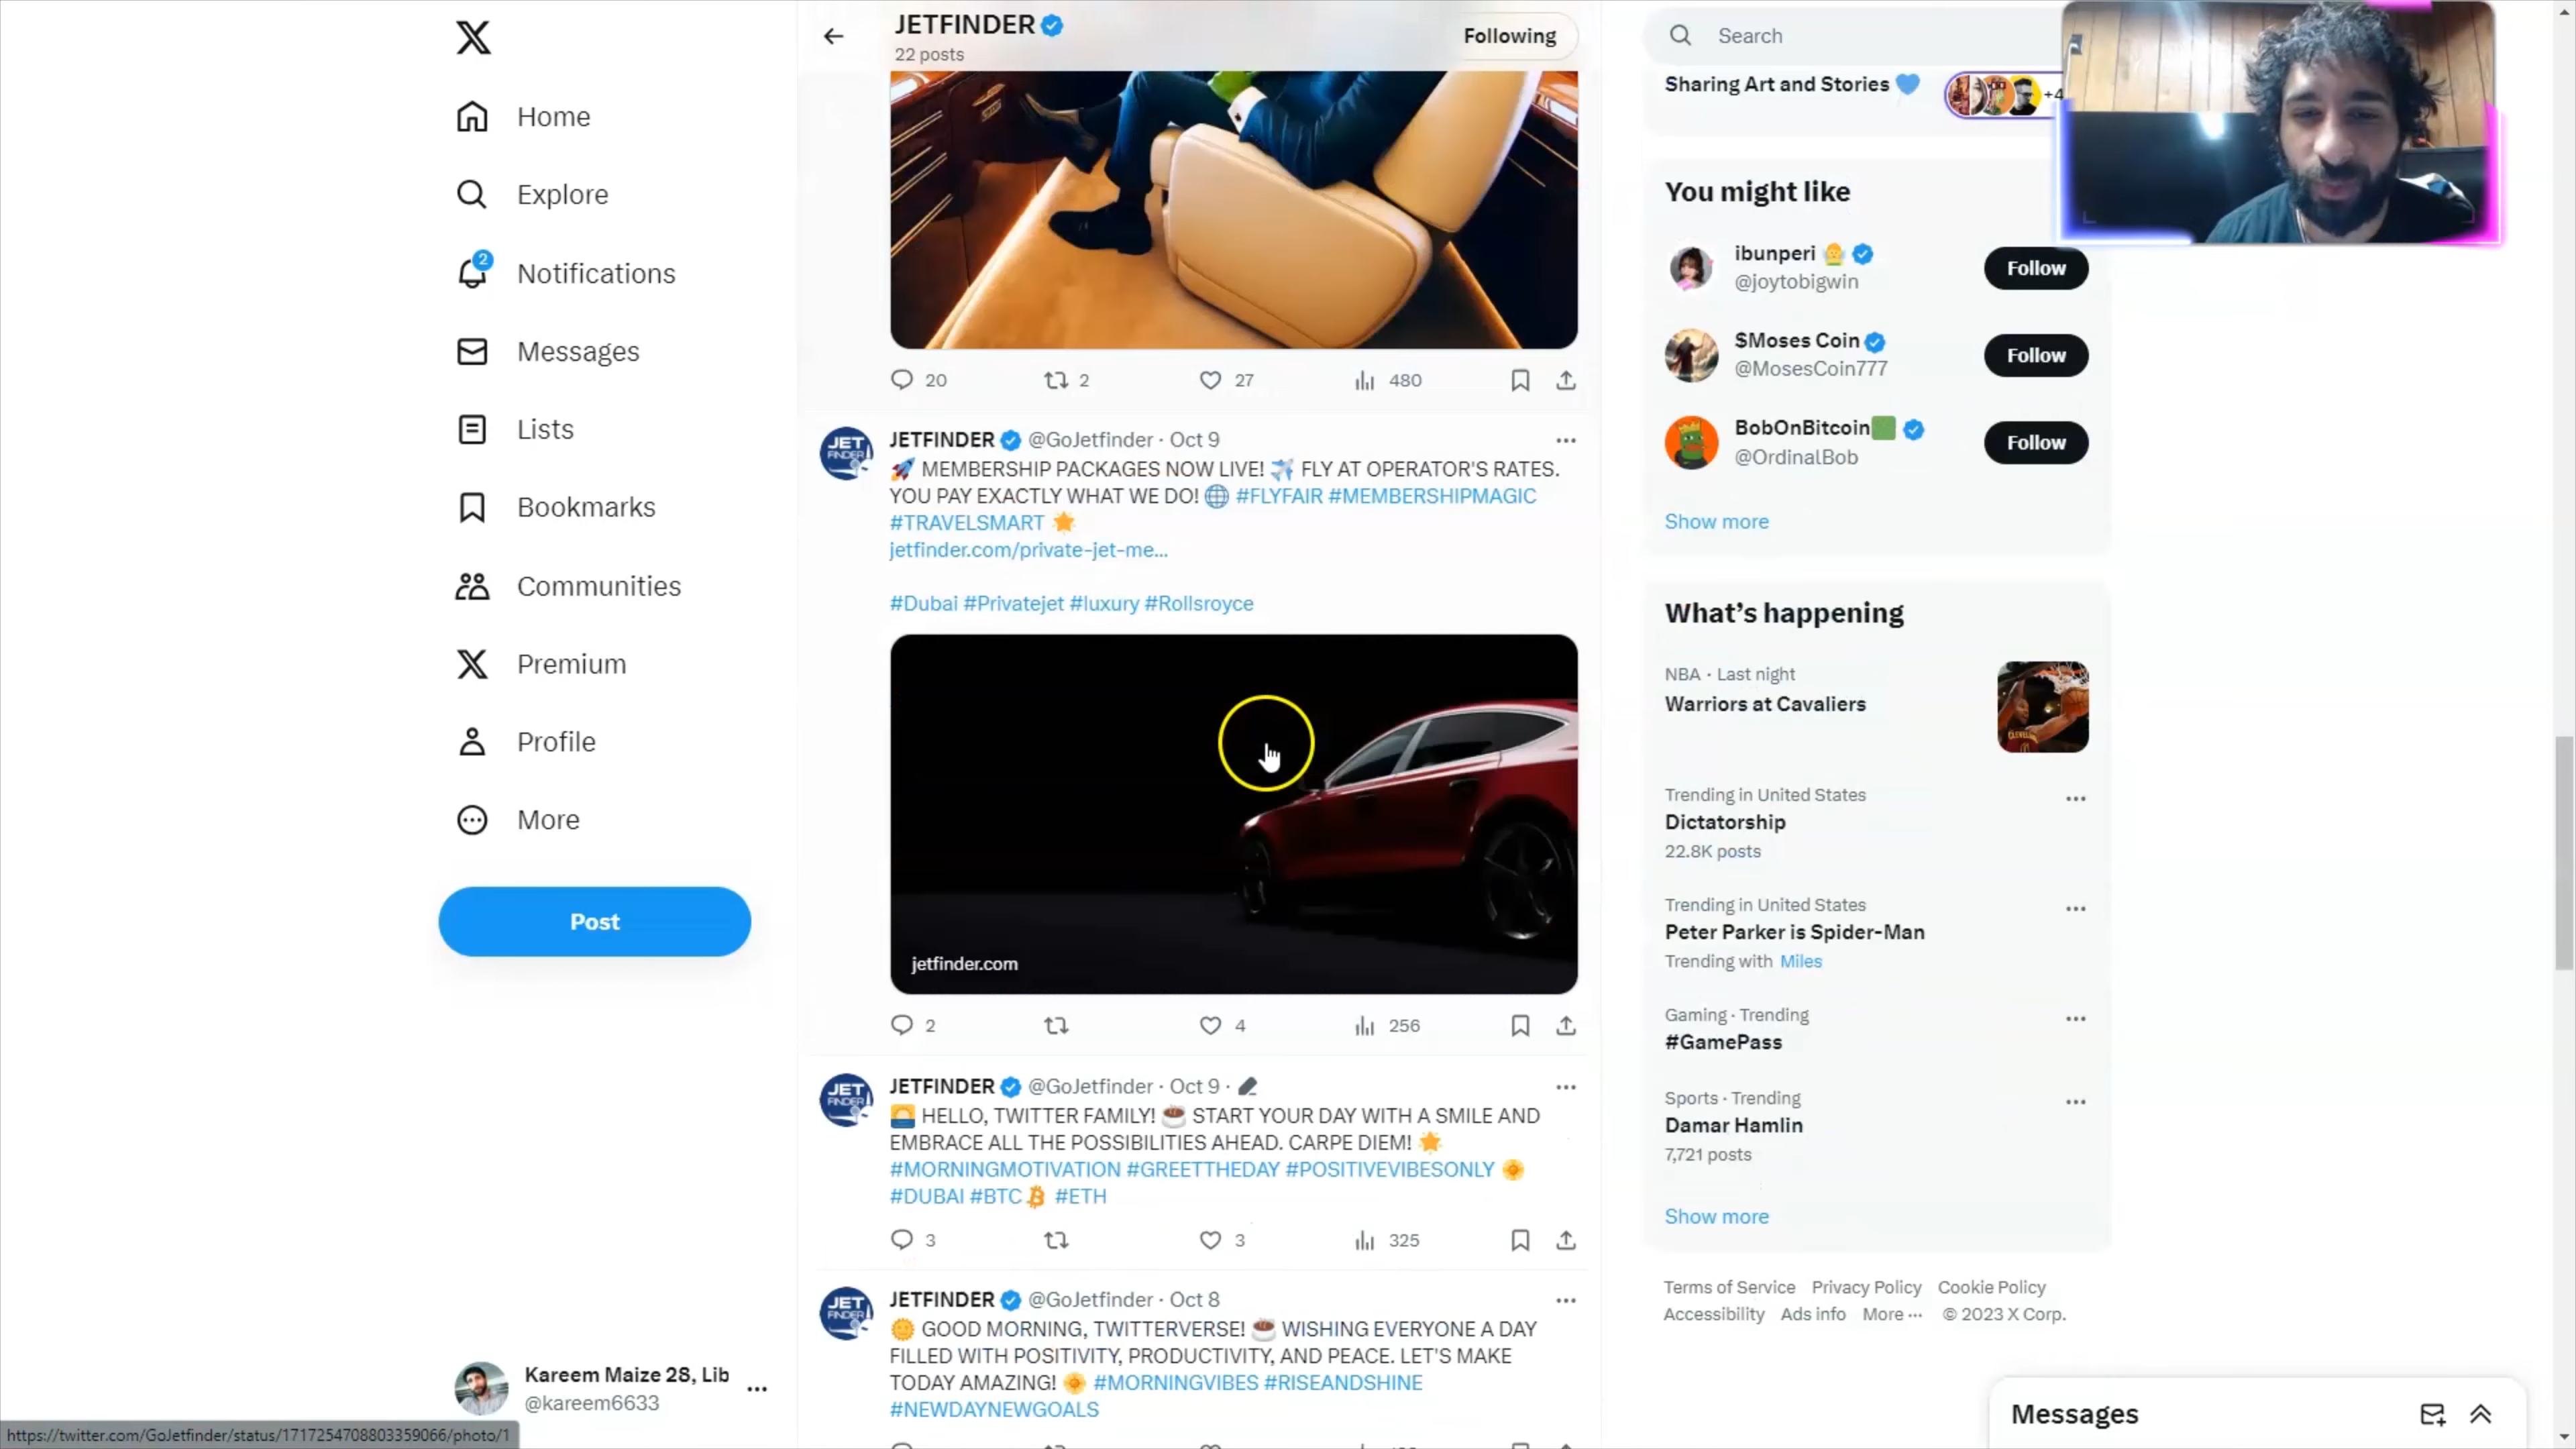 Home
Explore
2
Notifications
Messages
Lists
Bookmarks
Communities
Premium
Profile
More
Post
Kareem Maize 28, Lib
@kareem6633
https://twitter.com/GoJetfinder/status/1717254708803359066/photo/1
JETFINDER
22 posts
Following
20 2 27 480
JET FINDER
JETFINDER @GoJetfinder · Oct 9
🚀 MEMBERSHIP PACKAGES NOW LIVE! ✈️ FLY AT OPERATOR'S RATES.
YOU PAY EXACTLY WHAT WE DO! 🌐 #FLYFAIR #MEMBERSHIPMAGIC
#TRAVELSMART 🌟
jetfinder.com/private-jet-me...
#Dubai #Privatejet #luxury #Rollsroyce
jetfinder.com
2 4 256
JET FINDER
JETFINDER @GoJetfinder · Oct 9 ·
🌅 HELLO, TWITTER FAMILY! ☕ START YOUR DAY WITH A SMILE AND
EMBRACE ALL THE POSSIBILITIES AHEAD. CARPE DIEM! 🌟
#MORNINGMOTIVATION #GREETTHEDAY #POSITIVEVIBESONLY 🌼
#DUBAI #BTC #ETH
3 3 325
JET FINDER
JETFINDER @GoJetfinder · Oct 8
🌞 GOOD MORNING, TWITTERVERSE! ☕ WISHING EVERYONE A DAY
FILLED WITH POSITIVITY, PRODUCTIVITY, AND PEACE. LET'S MAKE
TODAY AMAZING! 🌼 #MORNINGVIBES #RISEANDSHINE
#NEWDAYNEWGOALS
Search
Sharing Art and Stories 💙
+4
You might like
ibunperi
@joytobigwin
Follow
$Moses Coin
@MosesCoin777
Follow
BobOnBitcoin🟩
@OrdinalBob
Follow
Show more
What's happening
NBA · Last night
Warriors at Cavaliers
Trending in United States
Dictatorship
22.8K posts
Trending in United States
Peter Parker is Spider-Man
Trending with Miles
Gaming · Trending
#GamePass
Sports · Trending
Damar Hamlin
7,721 posts
Show more
Terms of Service Privacy Policy Cookie Policy
Accessibility Ads info More ··· © 2023 X Corp.
Messages